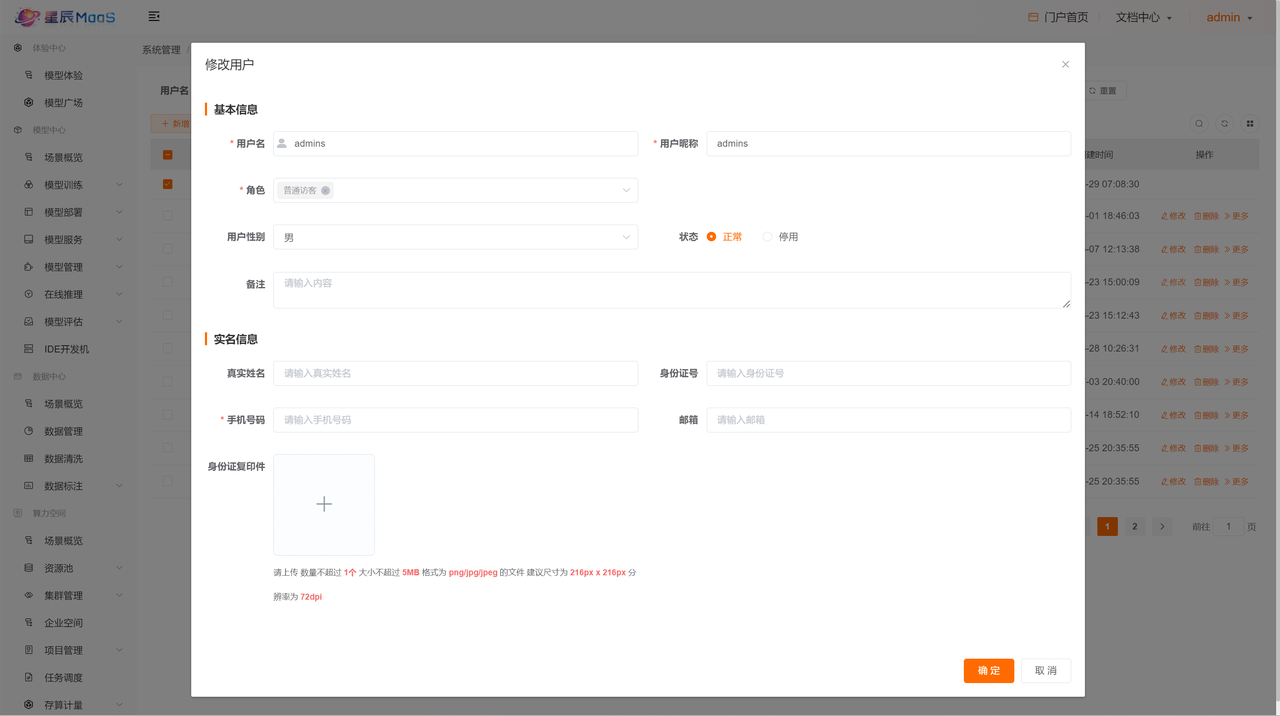 星辰MaaS
门户首页
文档中心
admin
体验中心
模型体验
模型广场
模型中心
场景概览
模型训练
模型部署
模型服务
模型管理
在线推理
模型评估
IDE开发机
数据中心
场景概览
数据管理
数据清洗
数据标注
算力空间
场景概览
资源池
集群管理
企业空间
项目管理
任务调度
存算计量
系统管理 /
用户名
重置
+ 新增
修改用户
基本信息
* 用户名 admins
* 用户昵称 admins
* 角色 普通访客
用户性别 男
状态 正常 停用
备注 请输入内容
实名信息
真实姓名 请输入真实姓名
身份证号 请输入身份证号
* 手机号码 请输入手机号码
邮箱 请输入邮箱
身份证复印件
请上传 数量不超过 1个 大小不超过 5MB 格式为 png/jpg/jpeg 的文件 建议尺寸为 216px x 216px 分
辨率为 72dpi
确 定
取 消
建时间 操作
-29 07:08:30
-01 18:46:03 修改 删除 更多
-07 12:13:38 修改 删除 更多
-23 15:00:09 修改 删除 更多
-23 15:12:43 修改 删除 更多
-28 10:26:31 修改 删除 更多
-03 20:40:00 修改 删除 更多
-14 18:52:10 修改 删除 更多
-25 20:35:55 修改 删除 更多
-25 20:35:55 修改 删除 更多
1 2 前往 1 页